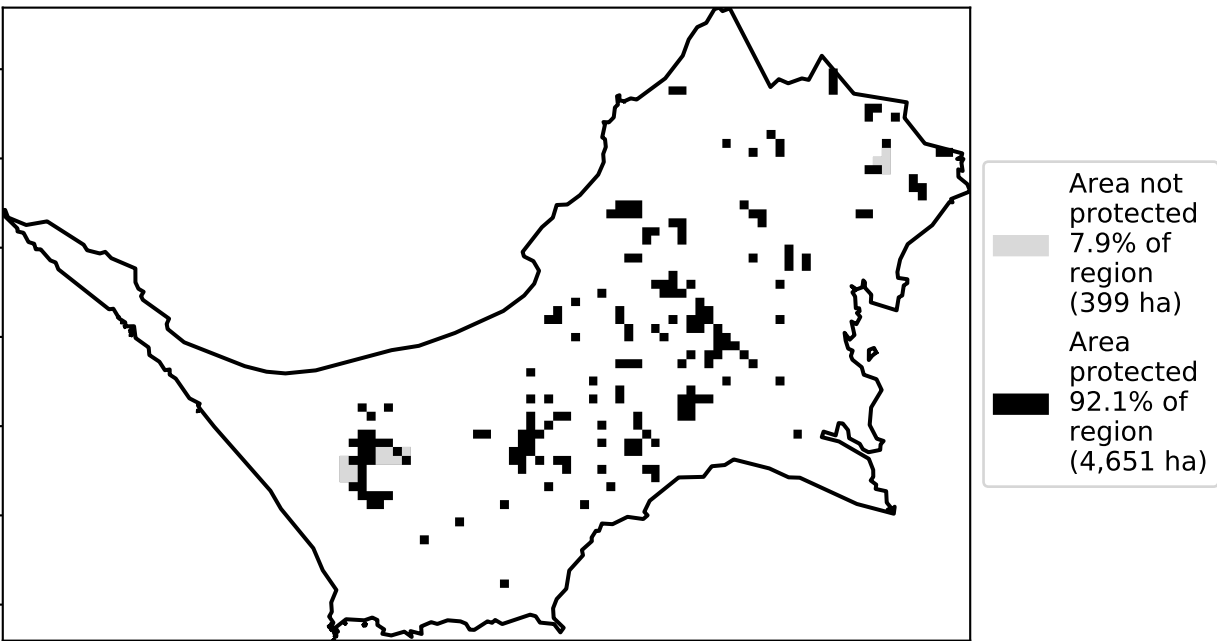 Area not
protected
7.9% of
region
(399 ha)
Area
protected
92.1% of
region
(4,651 ha)